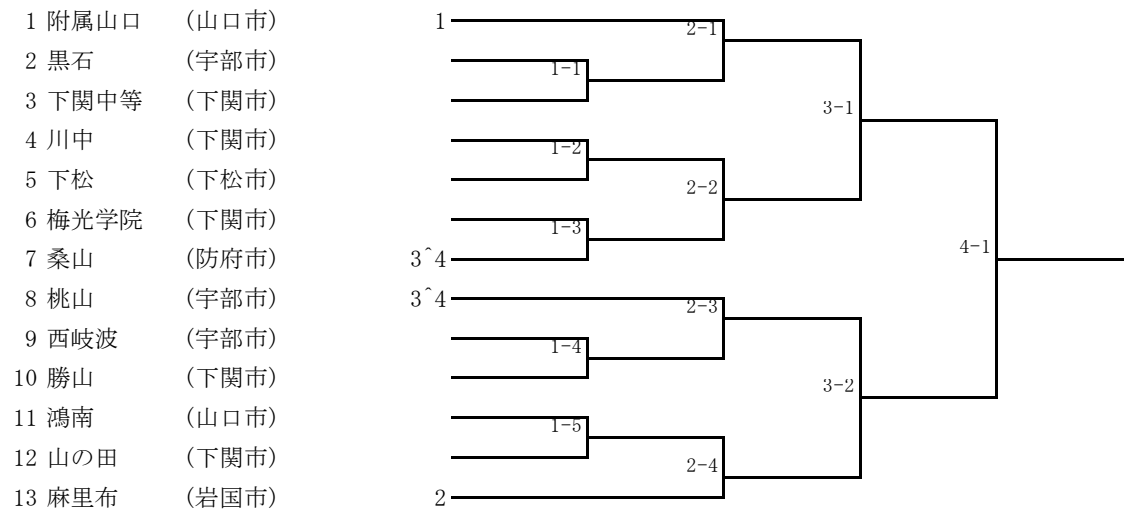 1 附属山口 (山口市) 1
2-1
2 黒石 (宇部市)
1-1
3 下関中等 (下関市)
3-1
4 川中 (下関市)
1-2
5 下松 (下松市)
2-2
6 梅光学院 (下関市)
1-3
7 桑山 (防府市) 3^4
4-1
8 桃山 (宇部市) 3^4
2-3
9 西岐波 (宇部市)
1-4
10 勝山 (下関市)
3-2
11 鴻南 (山口市)
1-5
12 山の田 (下関市)
2-4
13 麻里布 (岩国市) 2